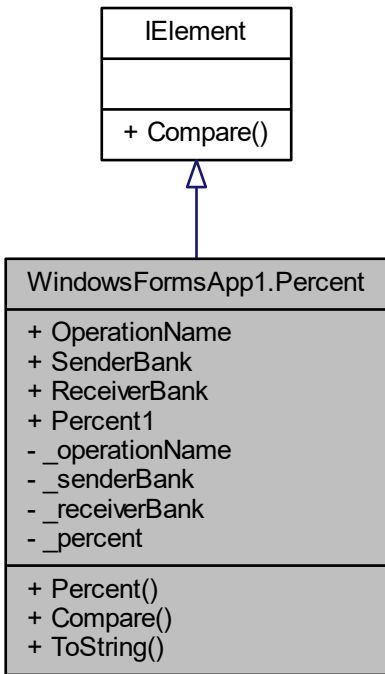 IElement
+ Compare()
WindowsFormsApp1.Percent
+ OperationName
+ SenderBank
+ ReceiverBank
+ Percent1
- _operationName
- _senderBank
- _receiverBank
- _percent
+ Percent()
+ Compare()
+ ToString()